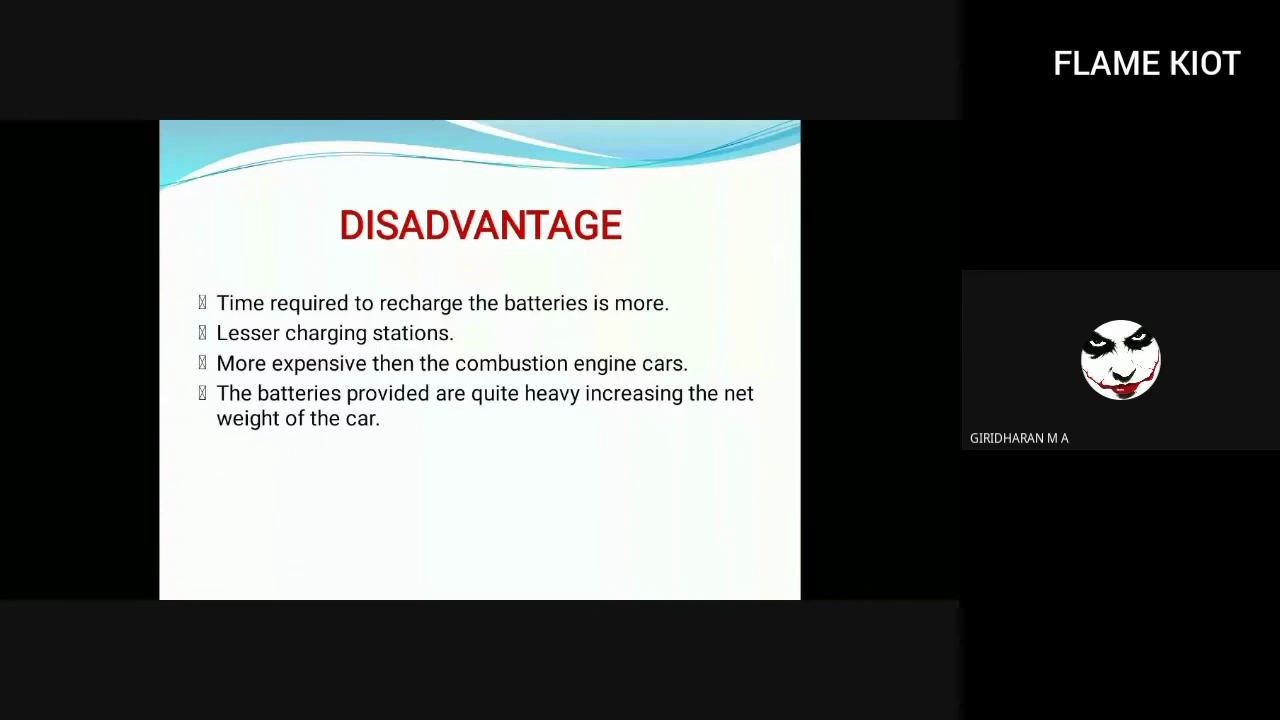 FLAME KIOT
DISADVANTAGE
Time required to recharge the batteries is more.
Lesser charging stations.
More expensive then the combustion engine cars.
The batteries provided are quite heavy increasing the net
weight of the car.
GIRIDHARAN M A